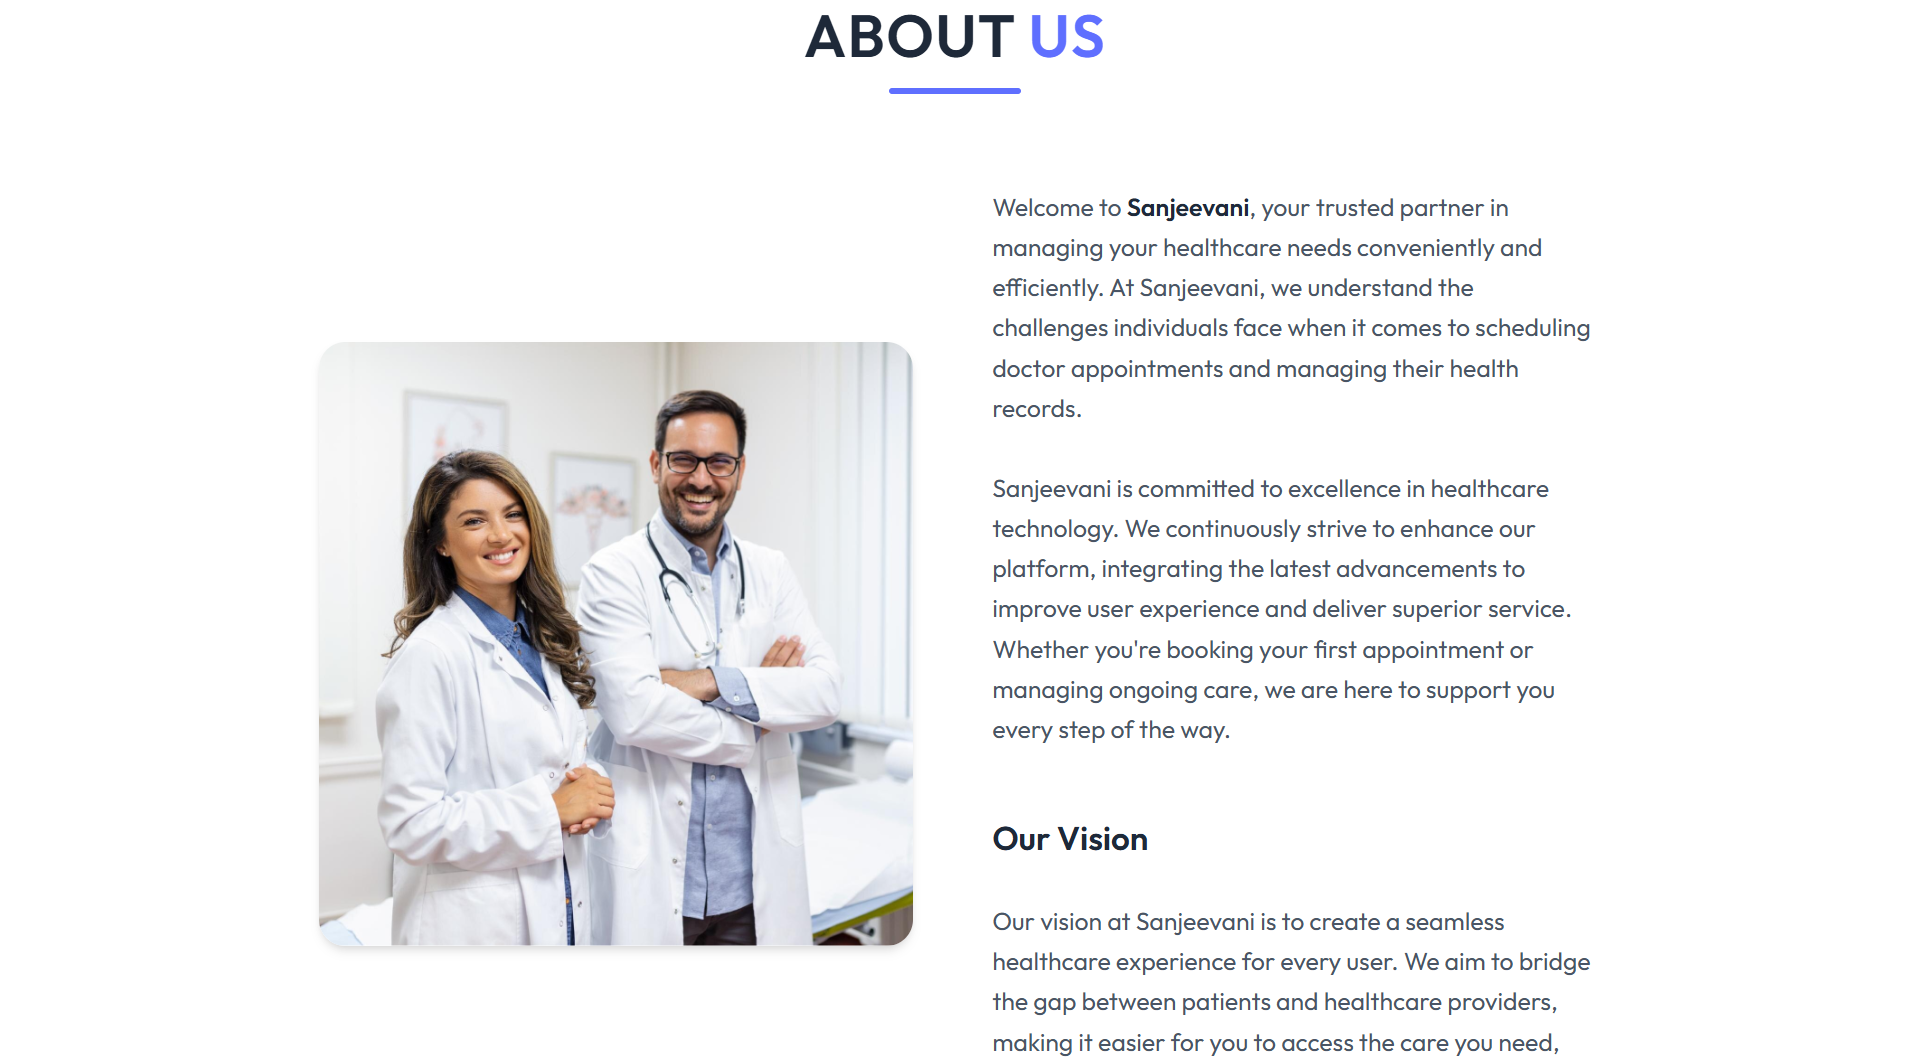 ABOUT US
Welcome to Sanjeevani, your trusted partner in
managing your healthcare needs conveniently and
efficiently. At Sanjeevani, we understand the
challenges individuals face when it comes to scheduling
doctor appointments and managing their health
records.
Sanjeevani is committed to excellence in healthcare
technology. We continuously strive to enhance our
platform, integrating the latest advancements to
improve user experience and deliver superior service.
Whether you're booking your first appointment or
managing ongoing care, we are here to support you
every step of the way.
Our Vision
Our vision at Sanjeevani is to create a seamless
healthcare experience for every user. We aim to bridge
the gap between patients and healthcare providers,
making it easier for you to access the care you need,